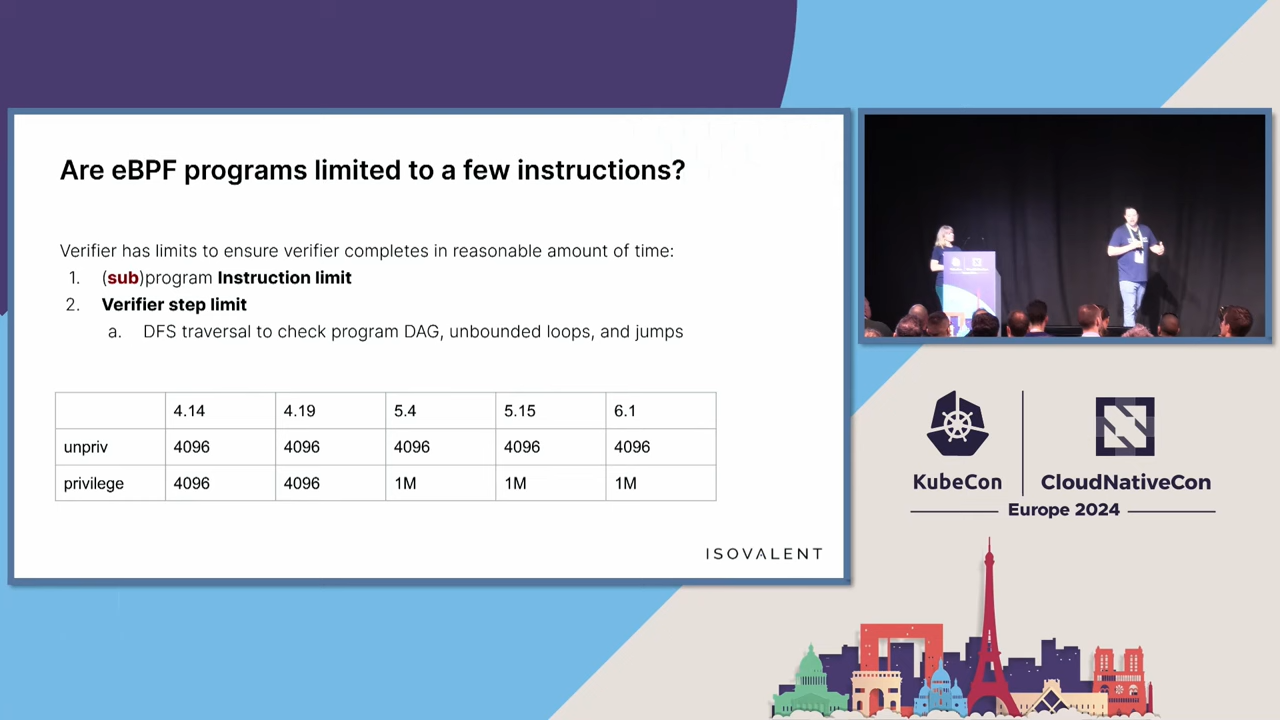 Are eBPF programs limited to a few instructions?
Verifier has limits to ensure verifier completes in reasonable amount of time:
1. (sub)program Instruction limit
2. Verifier step limit
a. DFS traversal to check program DAG, unbounded loops, and jumps
4.14 4.19 5.4 5.15 6.1
unpriv 4096 4096 4096 4096 4096
privilege 4096 4096 1M 1M 1M
ISOVALENT
KubeCon
CloudNativeCon
Europe 2024